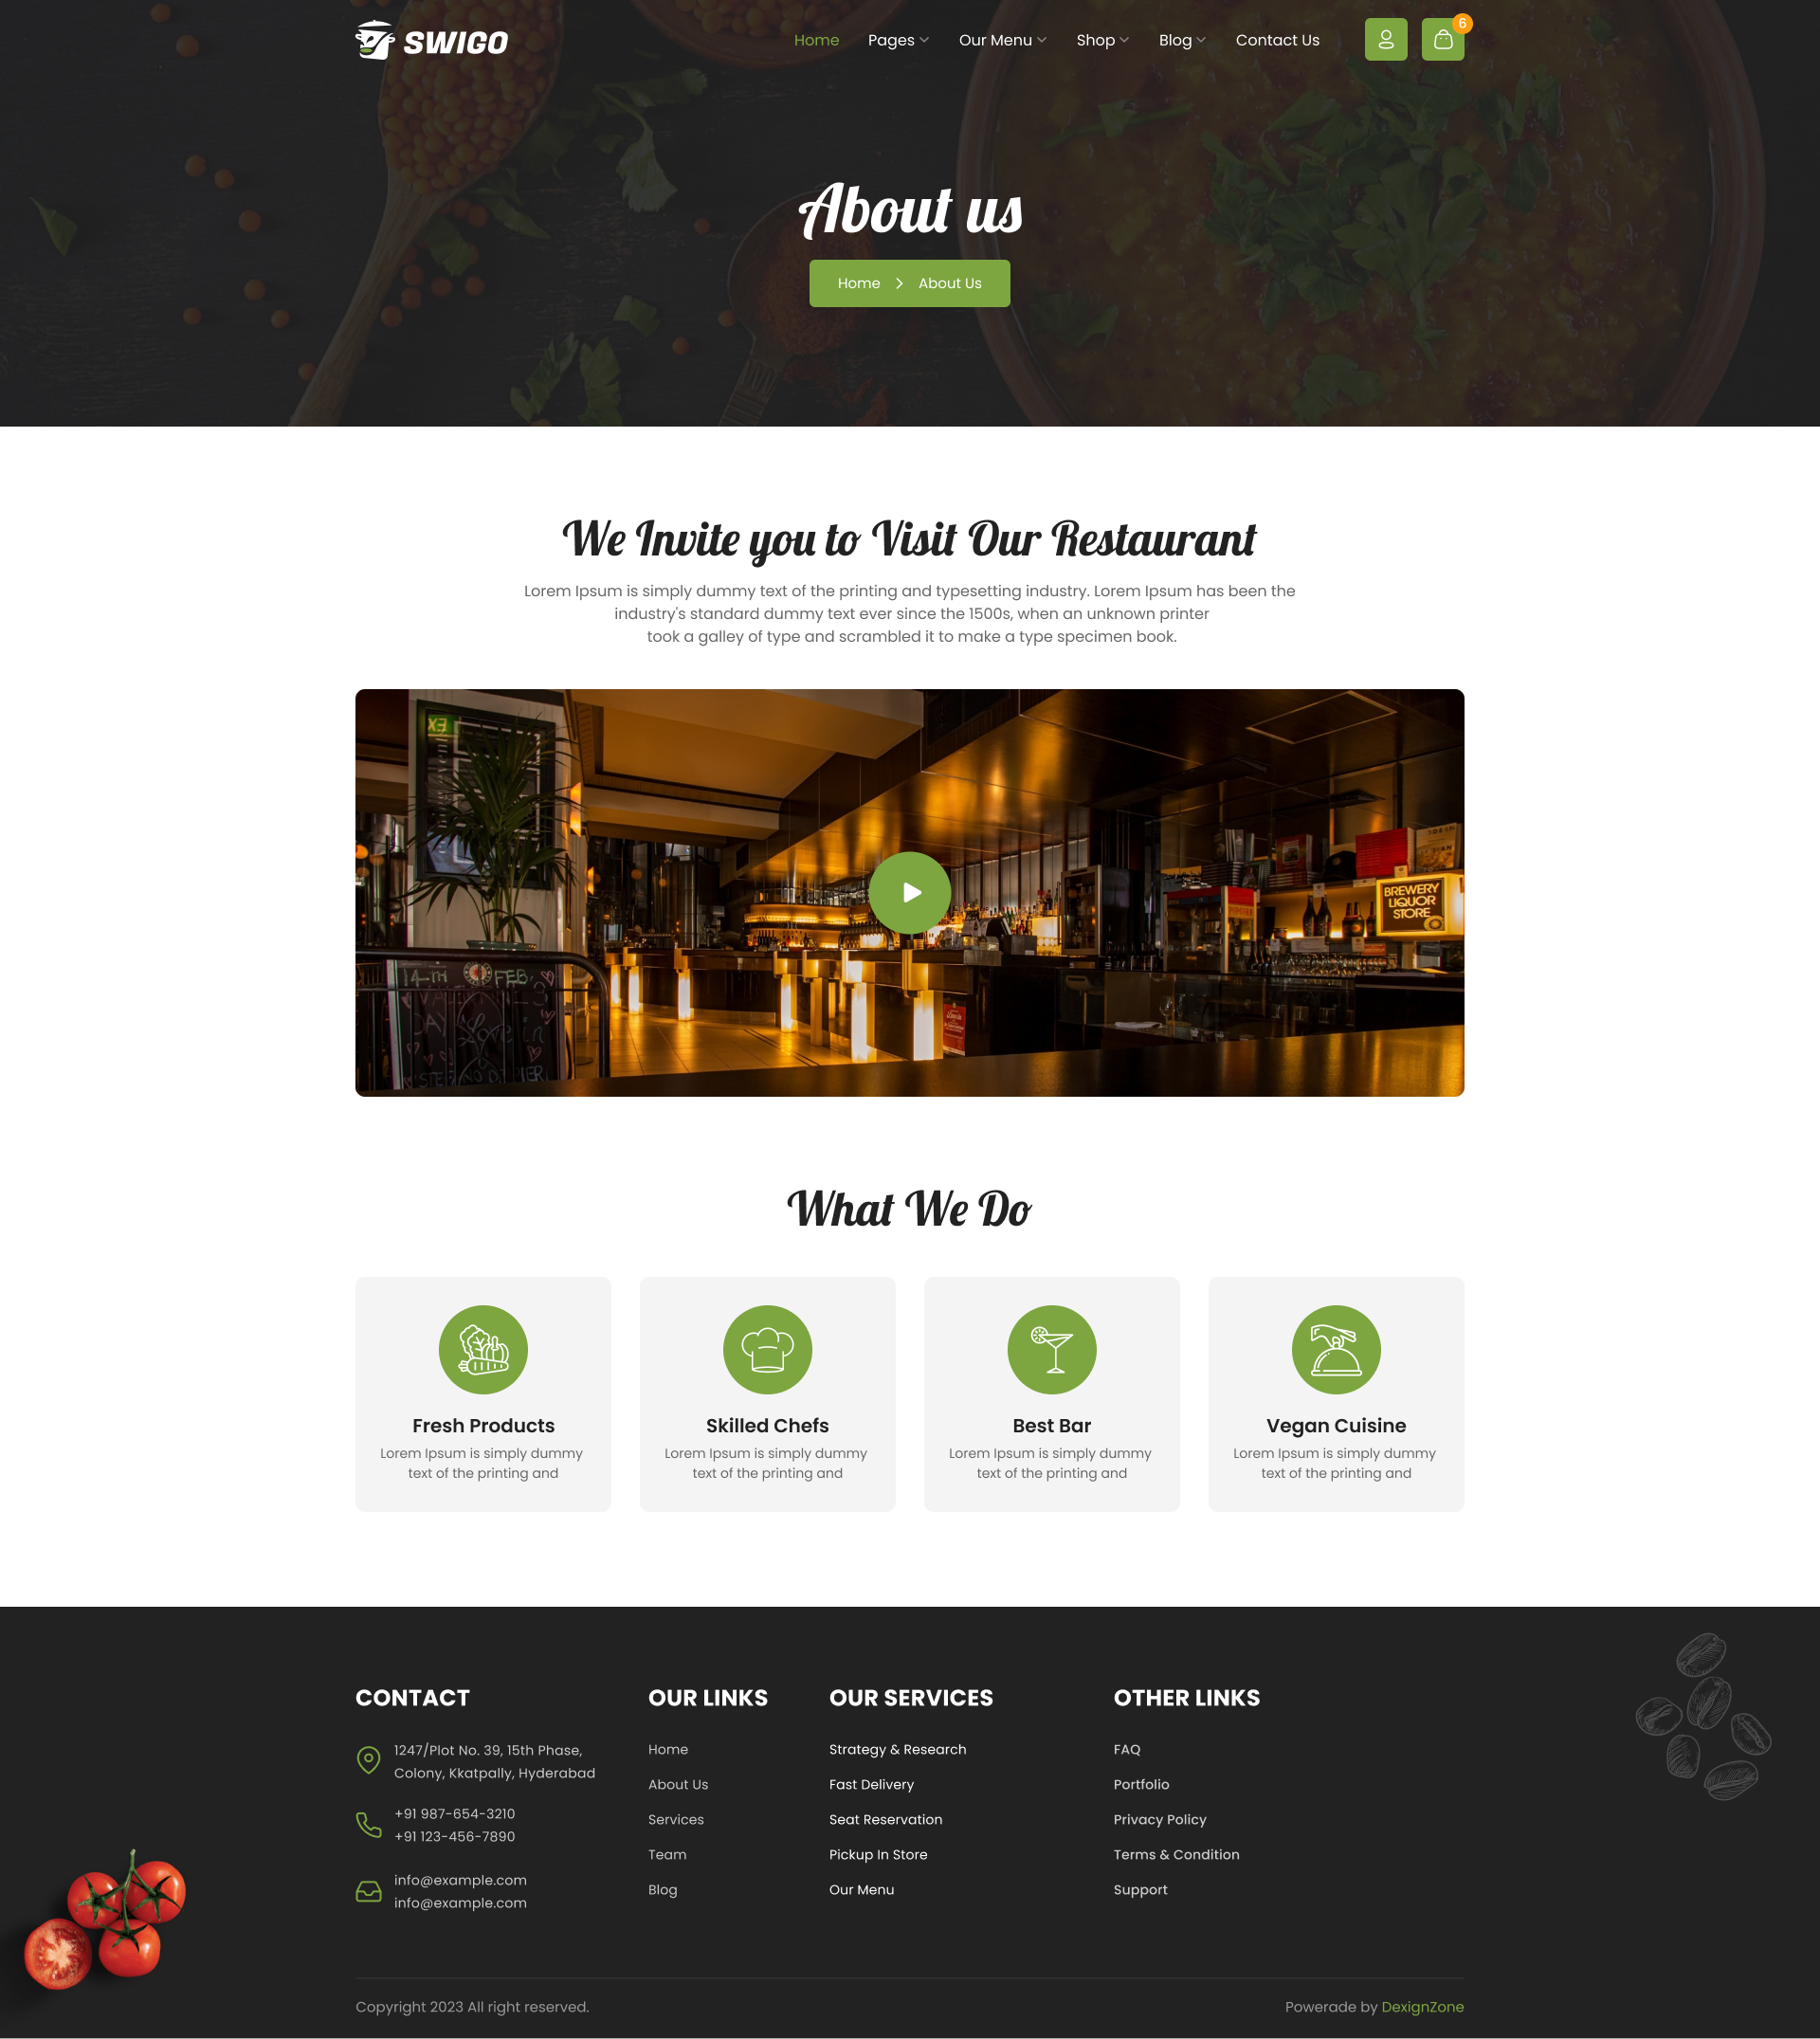 SWIGO
Home Pages Our Menu Shop Blog Contact Us 6
About us
Home About Us
We Invite you to Visit Our Restaurant
Lorem Ipsum is simply dummy text of the printing and typesetting industry. Lorem Ipsum has been the
industry's standard dummy text ever since the 1500s, when an unknown printer
took a galley of type and scrambled it to make a type specimen book.
BREWERY
LIQUOR
STORE
14TH FEB
What We Do
Fresh Products
Lorem Ipsum is simply dummy
text of the printing and
Skilled Chefs
Lorem Ipsum is simply dummy
text of the printing and
Best Bar
Lorem Ipsum is simply dummy
text of the printing and
Vegan Cuisine
Lorem Ipsum is simply dummy
text of the printing and
CONTACT
1247/Plot No. 39, 15th Phase,
Colony, Kkatpally, Hyderabad
+91 987-654-3210
+91 123-456-7890
info@example.com
info@example.com
OUR LINKS
Home
About Us
Services
Team
Blog
OUR SERVICES
Strategy & Research
Fast Delivery
Seat Reservation
Pickup In Store
Our Menu
OTHER LINKS
FAQ
Portfolio
Privacy Policy
Terms & Condition
Support
Copyright 2023 All right reserved.
Powerade by DexignZone